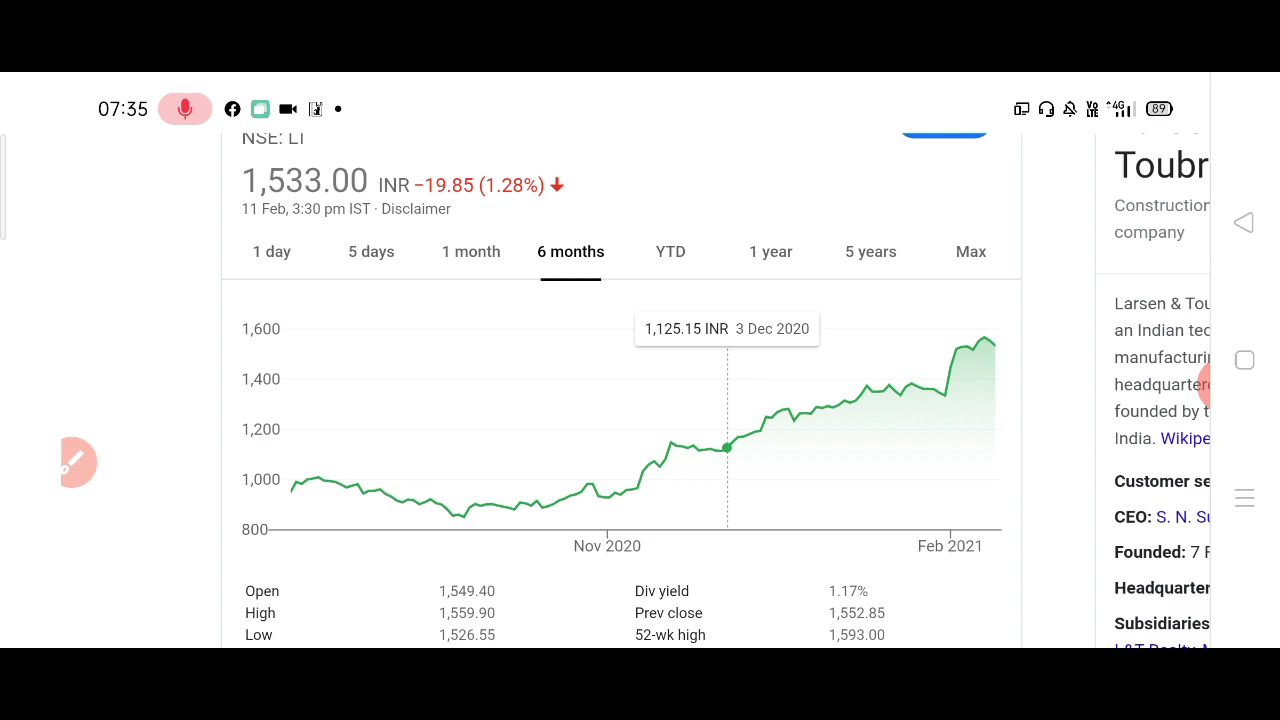 07:35
VO LTE 4G 89
NSE: LT
1,533.00 INR −19.85 (1.28%)
11 Feb, 3:30 pm IST · Disclaimer
1 day 5 days 1 month 6 months YTD 1 year 5 years Max
1,125.15 INR 3 Dec 2020
1,600
1,400
1,200
1,000
800
Nov 2020 Feb 2021
Open 1,549.40 Div yield 1.17%
High 1,559.90 Prev close 1,552.85
Low 1,526.55 52-wk high 1,593.00
Toubr
Construction
company
Larsen & Tou
an Indian tec
manufacturi
headquarter
founded by t
India. Wikipe
Customer se
CEO: S. N. Su
Founded: 7 F
Headquarter
Subsidiaries